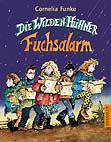 Cornelia Funke
DIE WILDEN HÜHNER
Fuchsalarm